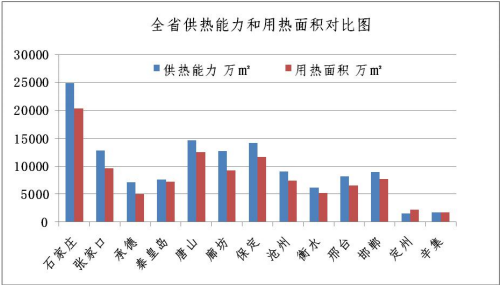 全省供热能力和用热面积对比图
供热能力 万㎡
用热面积 万㎡
30000
25000
20000
15000
10000
5000
0
石家庄
张家口
承德
秦皇岛
唐山
廊坊
保定
沧州
衡水
邢台
邯郸
定州
辛集